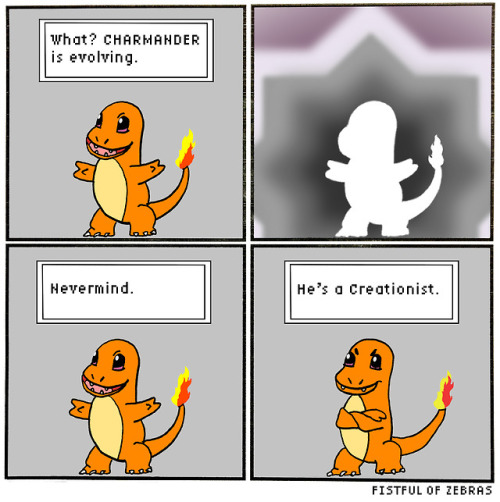 What? CHARMANDER
is evolving.
Nevermind.
He's a Creationist.
FISTFUL OF ZEBRAS